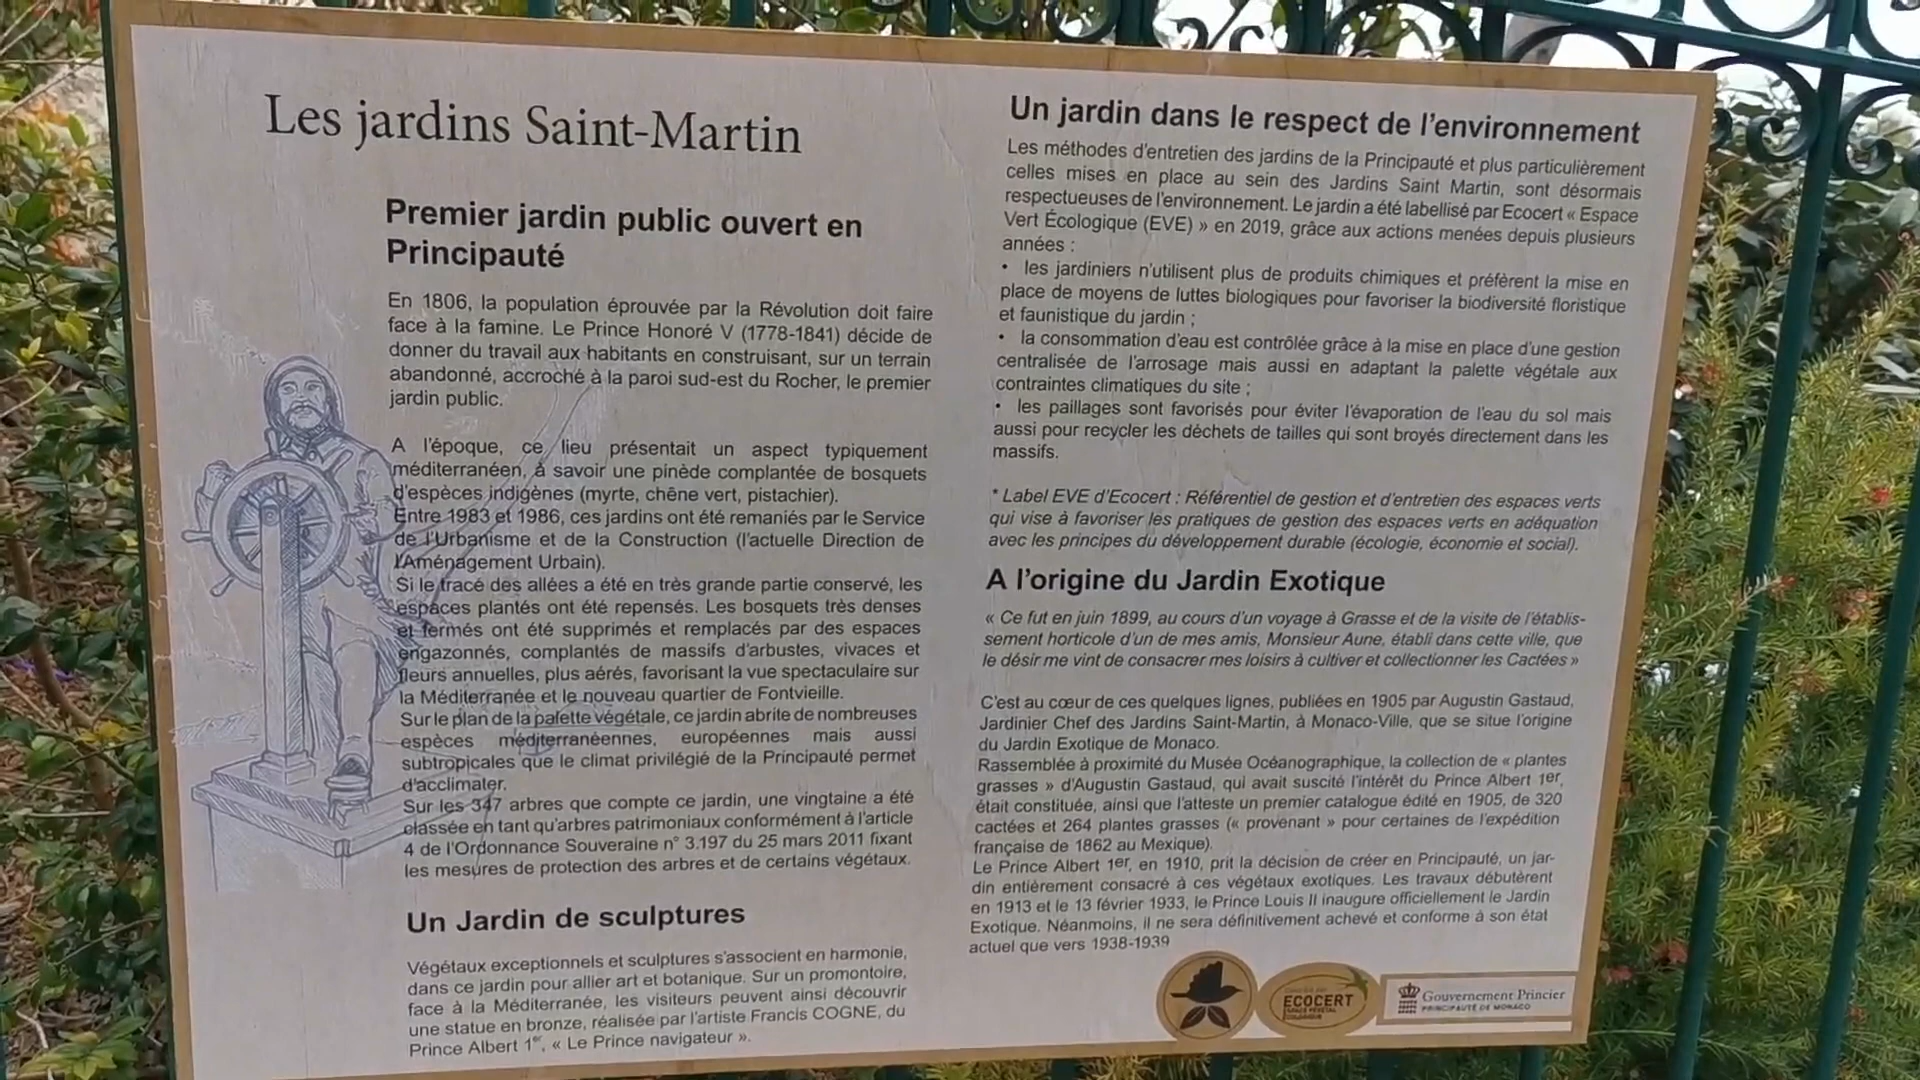 Les jardins Saint-Martin
Premier jardin public ouvert en
Principauté
En 1806, la population éprouvée par la Révolution doit faire
face à la famine. Le Prince Honoré V (1778-1841) décide de
donner du travail aux habitants en construisant, sur un terrain
abandonné, accroché à la paroi sud-est du Rocher, le premier
jardin public.
A l'époque, ce lieu présentait un aspect typiquement
méditerranéen, à savoir une pinède complantée de bosquets
d'espèces indigènes (myrte, chêne vert, pistachier).
Entre 1983 et 1986, ces jardins ont été remaniés par le Service
de l'Urbanisme et de la Construction (l'actuelle Direction de
l'Aménagement Urbain).
Si le tracé des allées a été en très grande partie conservé, les
espaces plantés ont été repensés. Les bosquets très denses
et fermés ont été supprimés et remplacés par des espaces
engazonnés, complantés de massifs d'arbustes, vivaces et
fleurs annuelles, plus aérés, favorisant la vue spectaculaire sur
la Méditerranée et le nouveau quartier de Fontvieille.
Sur le plan de la palette végétale, ce jardin abrite de nombreuses
espèces méditerranéennes, européennes mais aussi
subtropicales que le climat privilégié de la Principauté permet
d'acclimater.
Sur les 347 arbres que compte ce jardin, une vingtaine a été
classée en tant qu'arbres patrimoniaux conformément à l'article
4 de l'Ordonnance Souveraine n° 3.197 du 25 mars 2011 fixant
les mesures de protection des arbres et de certains végétaux.
Un Jardin de sculptures
Végétaux exceptionnels et sculptures s'associent en harmonie,
dans ce jardin pour allier art et botanique. Sur un promontoire,
face à la Méditerranée, les visiteurs peuvent ainsi découvrir
une statue en bronze, réalisée par l'artiste Francis COGNE, du
Prince Albert 1er, « Le Prince navigateur ».
Un jardin dans le respect de l'environnement
Les méthodes d'entretien des jardins de la Principauté et plus particulièrement
celles mises en place au sein des Jardins Saint Martin, sont désormais
respectueuses de l'environnement. Le jardin a été labellisé par Ecocert « Espace
Vert Écologique (EVE) » en 2019, grâce aux actions menées depuis plusieurs
années :
• les jardiniers n'utilisent plus de produits chimiques et préfèrent la mise en
place de moyens de luttes biologiques pour favoriser la biodiversité floristique
et faunistique du jardin ;
• la consommation d'eau est contrôlée grâce à la mise en place d'une gestion
centralisée de l'arrosage mais aussi en adaptant la palette végétale aux
contraintes climatiques du site ;
• les paillages sont favorisés pour éviter l'évaporation de l'eau du sol mais
aussi pour recycler les déchets de tailles qui sont broyés directement dans les
massifs.
* Label EVE d'Ecocert : Référentiel de gestion et d'entretien des espaces verts
qui vise à favoriser les pratiques de gestion des espaces verts en adéquation
avec les principes du développement durable (écologie, économie et social).
A l'origine du Jardin Exotique
« Ce fut en juin 1899, au cours d'un voyage à Grasse et de la visite de l'établis-
sement horticole d'un de mes amis, Monsieur Aune, établi dans cette ville, que
le désir me vint de consacrer mes loisirs à cultiver et collectionner les Cactées »
C'est au cœur de ces quelques lignes, publiées en 1905 par Augustin Gastaud,
Jardinier Chef des Jardins Saint-Martin, à Monaco-Ville, que se situe l'origine
du Jardin Exotique de Monaco.
Rassemblée à proximité du Musée Océanographique, la collection de « plantes
grasses » d'Augustin Gastaud, qui avait suscité l'intérêt du Prince Albert 1er,
était constituée, ainsi que l'atteste un premier catalogue édité en 1905, de 320
cactées et 264 plantes grasses (« provenant » pour certaines de l'expédition
française de 1862 au Mexique).
Le Prince Albert 1er, en 1910, prit la décision de créer en Principauté, un jar-
din entièrement consacré à ces végétaux exotiques. Les travaux débutèrent
en 1913 et le 13 février 1933, le Prince Louis II inaugure officiellement le Jardin
Exotique. Néanmoins, il ne sera définitivement achevé et conforme à son état
actuel que vers 1938-1939
ECOCERT
Gouvernement Princier
PRINCIPAUTÉ DE MONACO